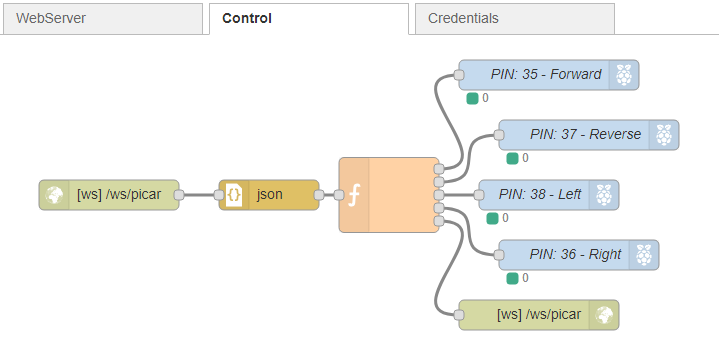 WebServer
Control
Credentials
PIN: 35 - Forward
0
PIN: 37 - Reverse
0
[ws] /ws/picar
{}
json
f
PIN: 38 - Left
0
PIN: 36 - Right
0
[ws] /ws/picar